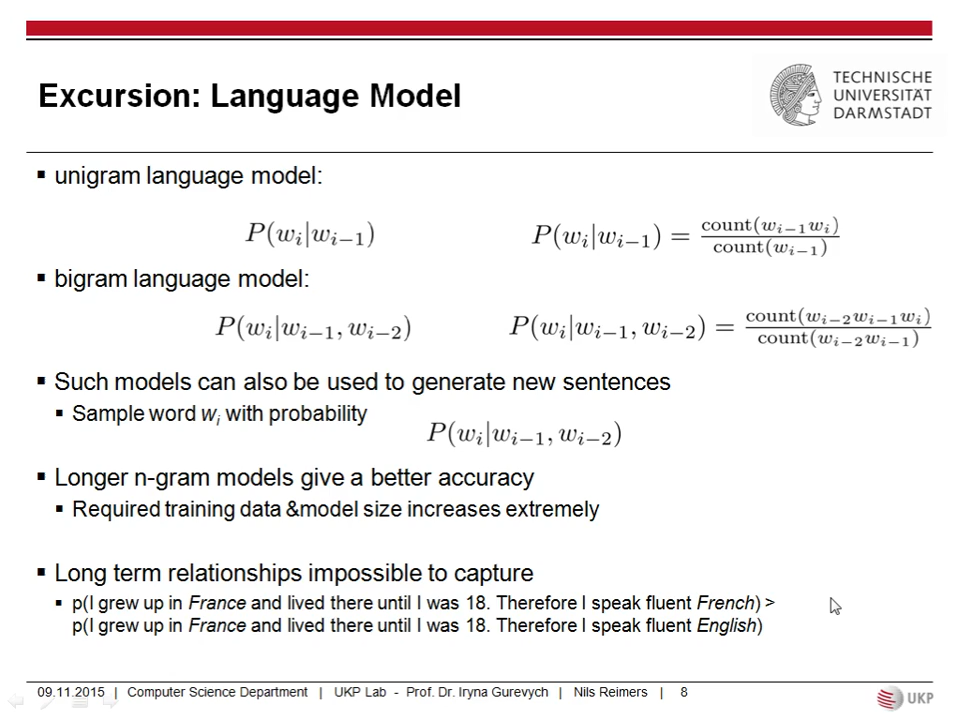 Excursion: Language Model
TECHNISCHE
UNIVERSITÄT
DARMSTADT
▪ unigram language model:
P(w_i|w_{i−1})    P(w_i|w_{i−1}) = count(w_{i−1}w_i) / count(w_{i−1})
▪ bigram language model:
P(w_i|w_{i−1}, w_{i−2})    P(w_i|w_{i−1}, w_{i−2}) = count(w_{i−2}w_{i−1}w_i) / count(w_{i−2}w_{i−1})
▪ Such models can also be used to generate new sentences
▪ Sample word w_i with probability
P(w_i|w_{i−1}, w_{i−2})
▪ Longer n-gram models give a better accuracy
▪ Required training data &model size increases extremely
▪ Long term relationships impossible to capture
▪ p(I grew up in France and lived there until I was 18. Therefore I speak fluent French) >
p(I grew up in France and lived there until I was 18. Therefore I speak fluent English)
09.11.2015 | Computer Science Department | UKP Lab - Prof. Dr. Iryna Gurevych | Nils Reimers | 8
UKP